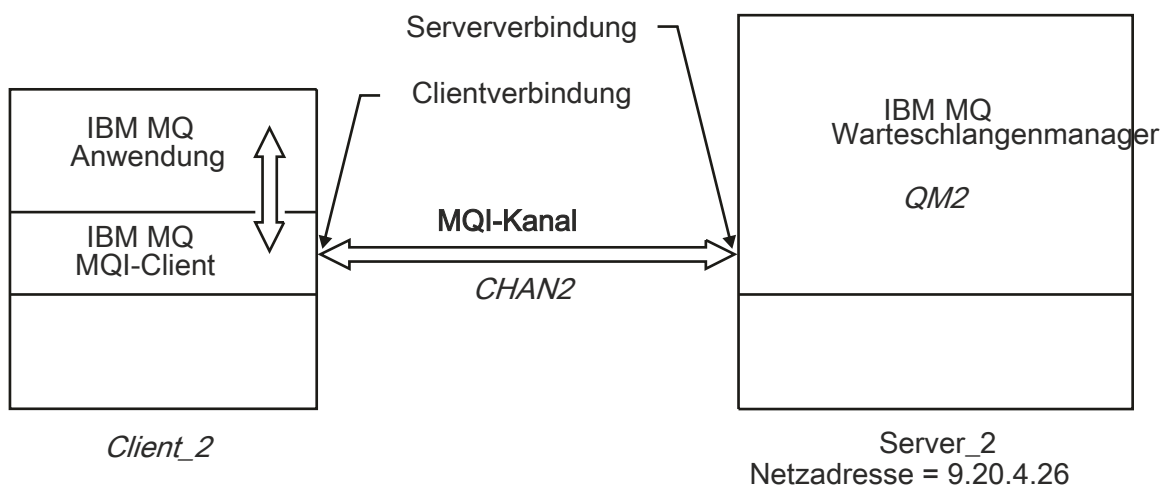 Serververbindung
Clientverbindung
IBM MQ
Anwendung
IBM MQ
MQI-Client
MQI-Kanal
CHAN2
IBM MQ
Warteschlangenmanager
QM2
Client_2
Server_2
Netzadresse = 9.20.4.26